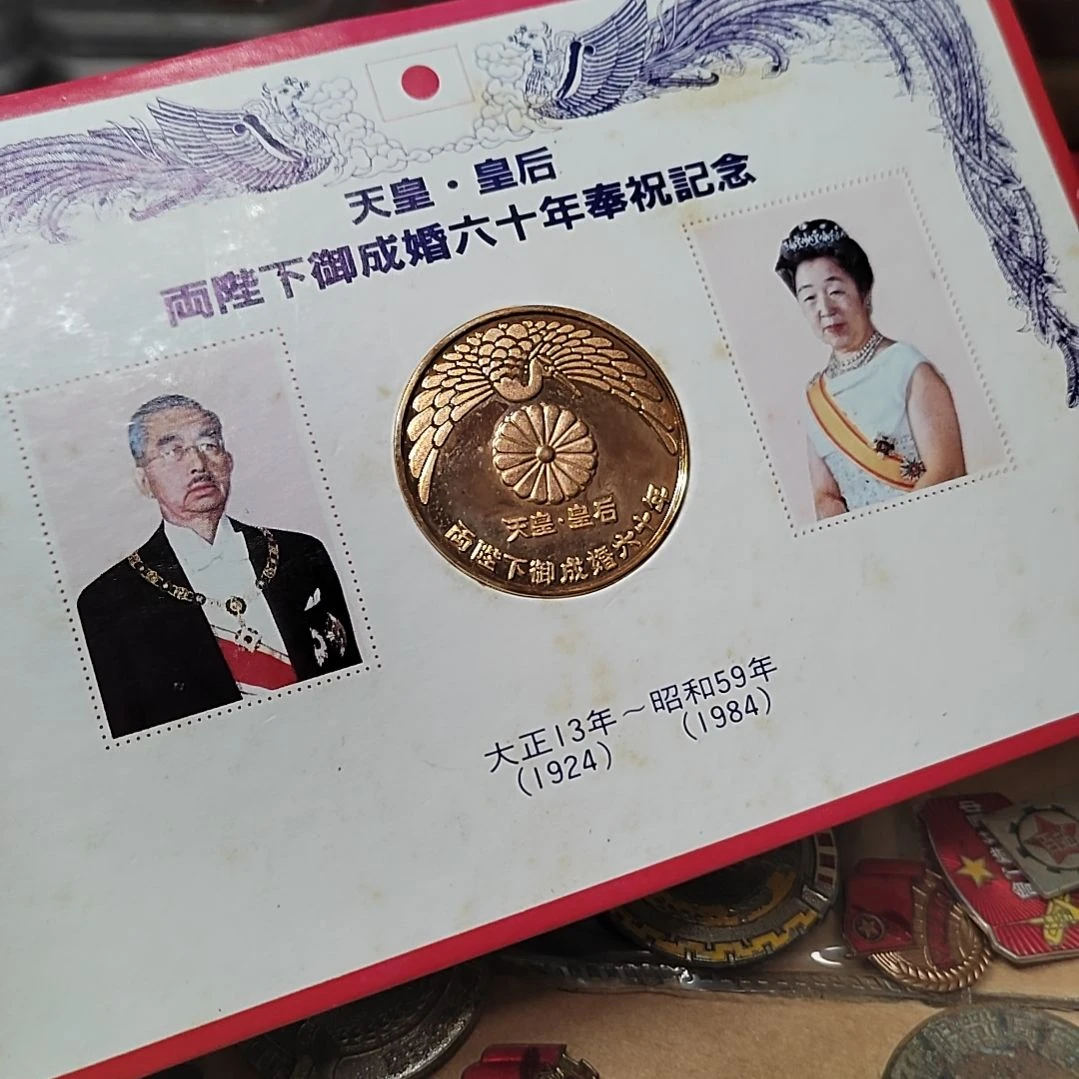 天皇・皇后
両陛下御成婚六十年奉祝記念
天皇・皇后
両陛下御成婚六十年
大正13年〜昭和59年
(1924)
(1984)